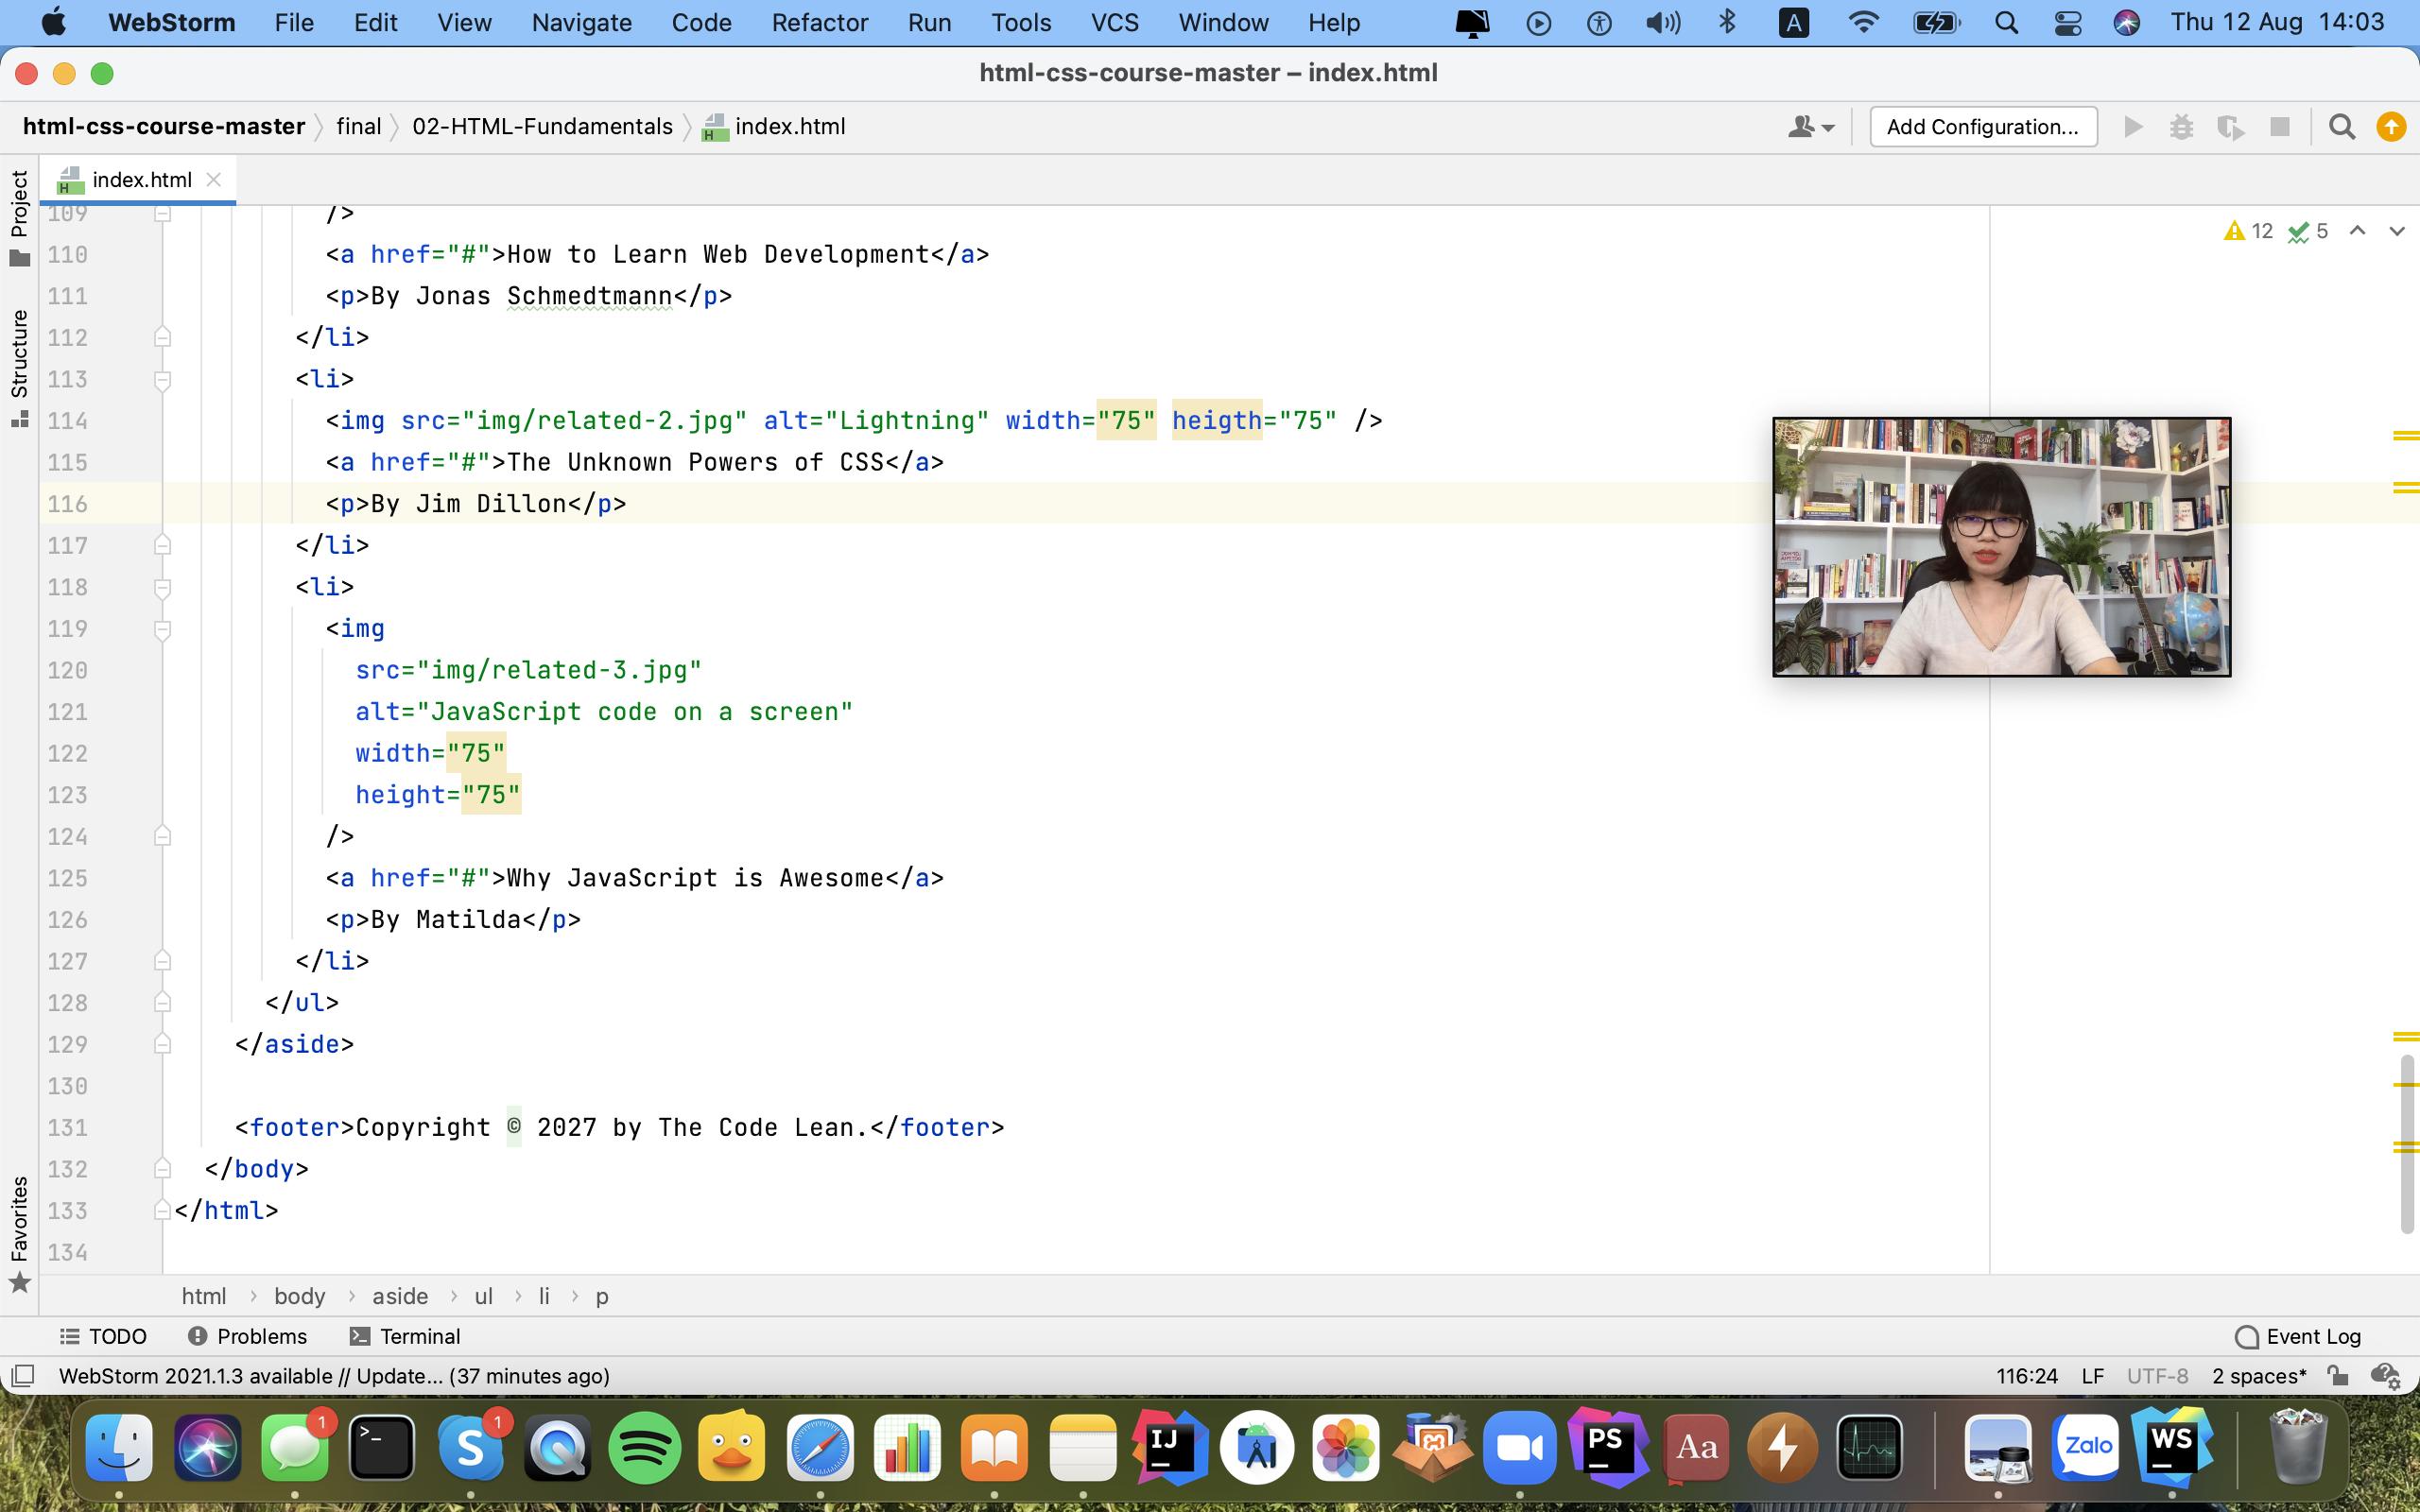 WebStorm File Edit View Navigate Code Refactor Run Tools VCS Window Help A Thu 12 Aug 14:03
html-css-course-master – index.html
html-css-course-master final 02-HTML-Fundamentals index.html Add Configuration...
Project
Structure
Favorites
index.html
12 5
109 />
110 <a href="#">How to Learn Web Development</a>
111 <p>By Jonas Schmedtmann</p>
112 </li>
113 <li>
114 <img src="img/related-2.jpg" alt="Lightning" width="75" heigth="75" />
115 <a href="#">The Unknown Powers of CSS</a>
116 <p>By Jim Dillon</p>
117 </li>
118 <li>
119 <img
120 src="img/related-3.jpg"
121 alt="JavaScript code on a screen"
122 width="75"
123 height="75"
124 />
125 <a href="#">Why JavaScript is Awesome</a>
126 <p>By Matilda</p>
127 </li>
128 </ul>
129 </aside>
130
131 <footer>Copyright © 2027 by The Code Lean.</footer>
132 </body>
133 </html>
134
html body aside ul li p
TODO Problems Terminal Event Log
WebStorm 2021.1.3 available // Update... (37 minutes ago) 116:24 LF UTF-8 2 spaces*
1 >_ S 1 IJ PS Aa Zalo WS